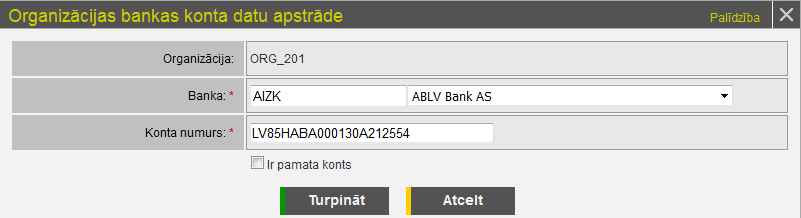 Organizācijas bankas konta datu apstrāde Palīdzība
Organizācija: ORG_201
Banka: * AIZK ABLV Bank AS
Konta numurs: * LV85HABA000130A212554
Ir pamata konts
Turpināt Atcelt